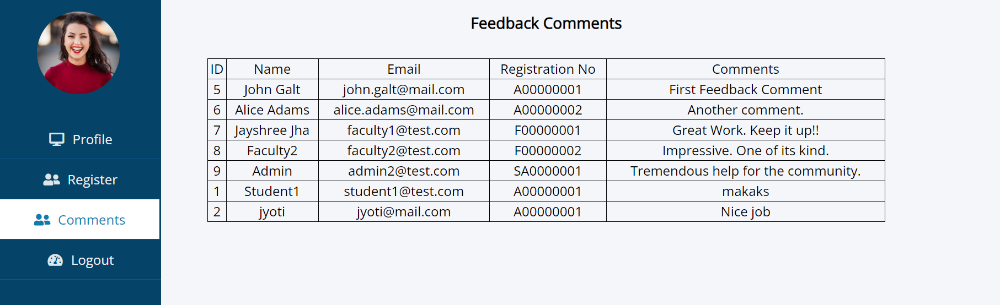 Feedback Comments
Profile
Register
Comments
Logout
ID Name Email Registration No Comments
5 John Galt john.galt@mail.com A00000001 First Feedback Comment
6 Alice Adams alice.adams@mail.com A00000002 Another comment.
7 Jayshree Jha faculty1@test.com F00000001 Great Work. Keep it up!!
8 Faculty2 faculty2@test.com F00000002 Impressive. One of its kind.
9 Admin admin2@test.com SA0000001 Tremendous help for the community.
1 Student1 student1@test.com A00000001 makaks
2 jyoti jyoti@mail.com A00000001 Nice job